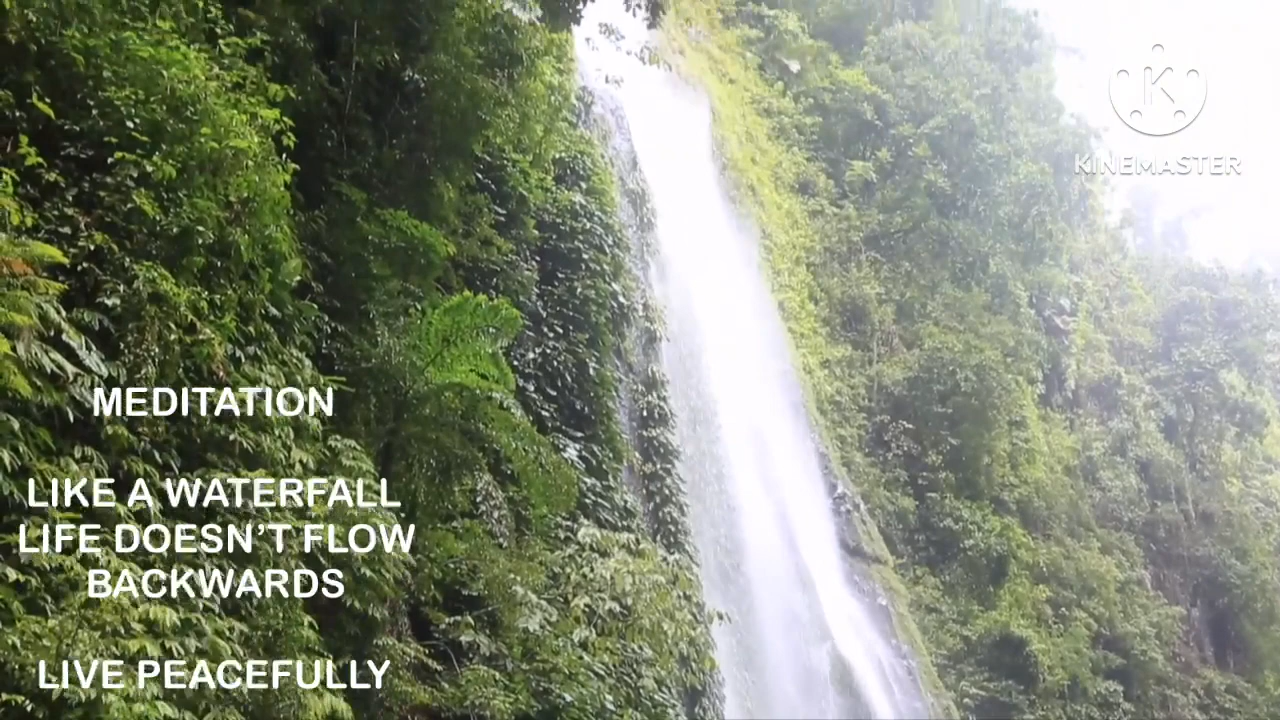 K
KINEMASTER
MEDITATION
LIKE A WATERFALL
LIFE DOESN'T FLOW
BACKWARDS
LIVE PEACEFULLY